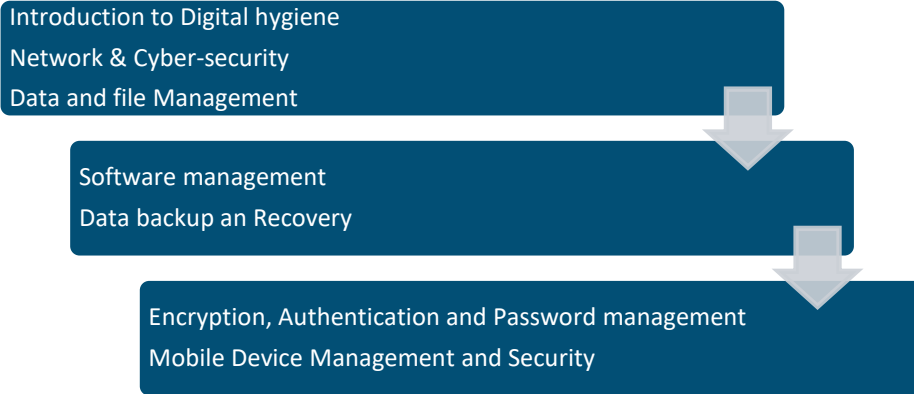 Introduction to Digital hygiene
Network & Cyber-security
Data and file Management
Software management
Data backup an Recovery
Encryption, Authentication and Password management
Mobile Device Management and Security